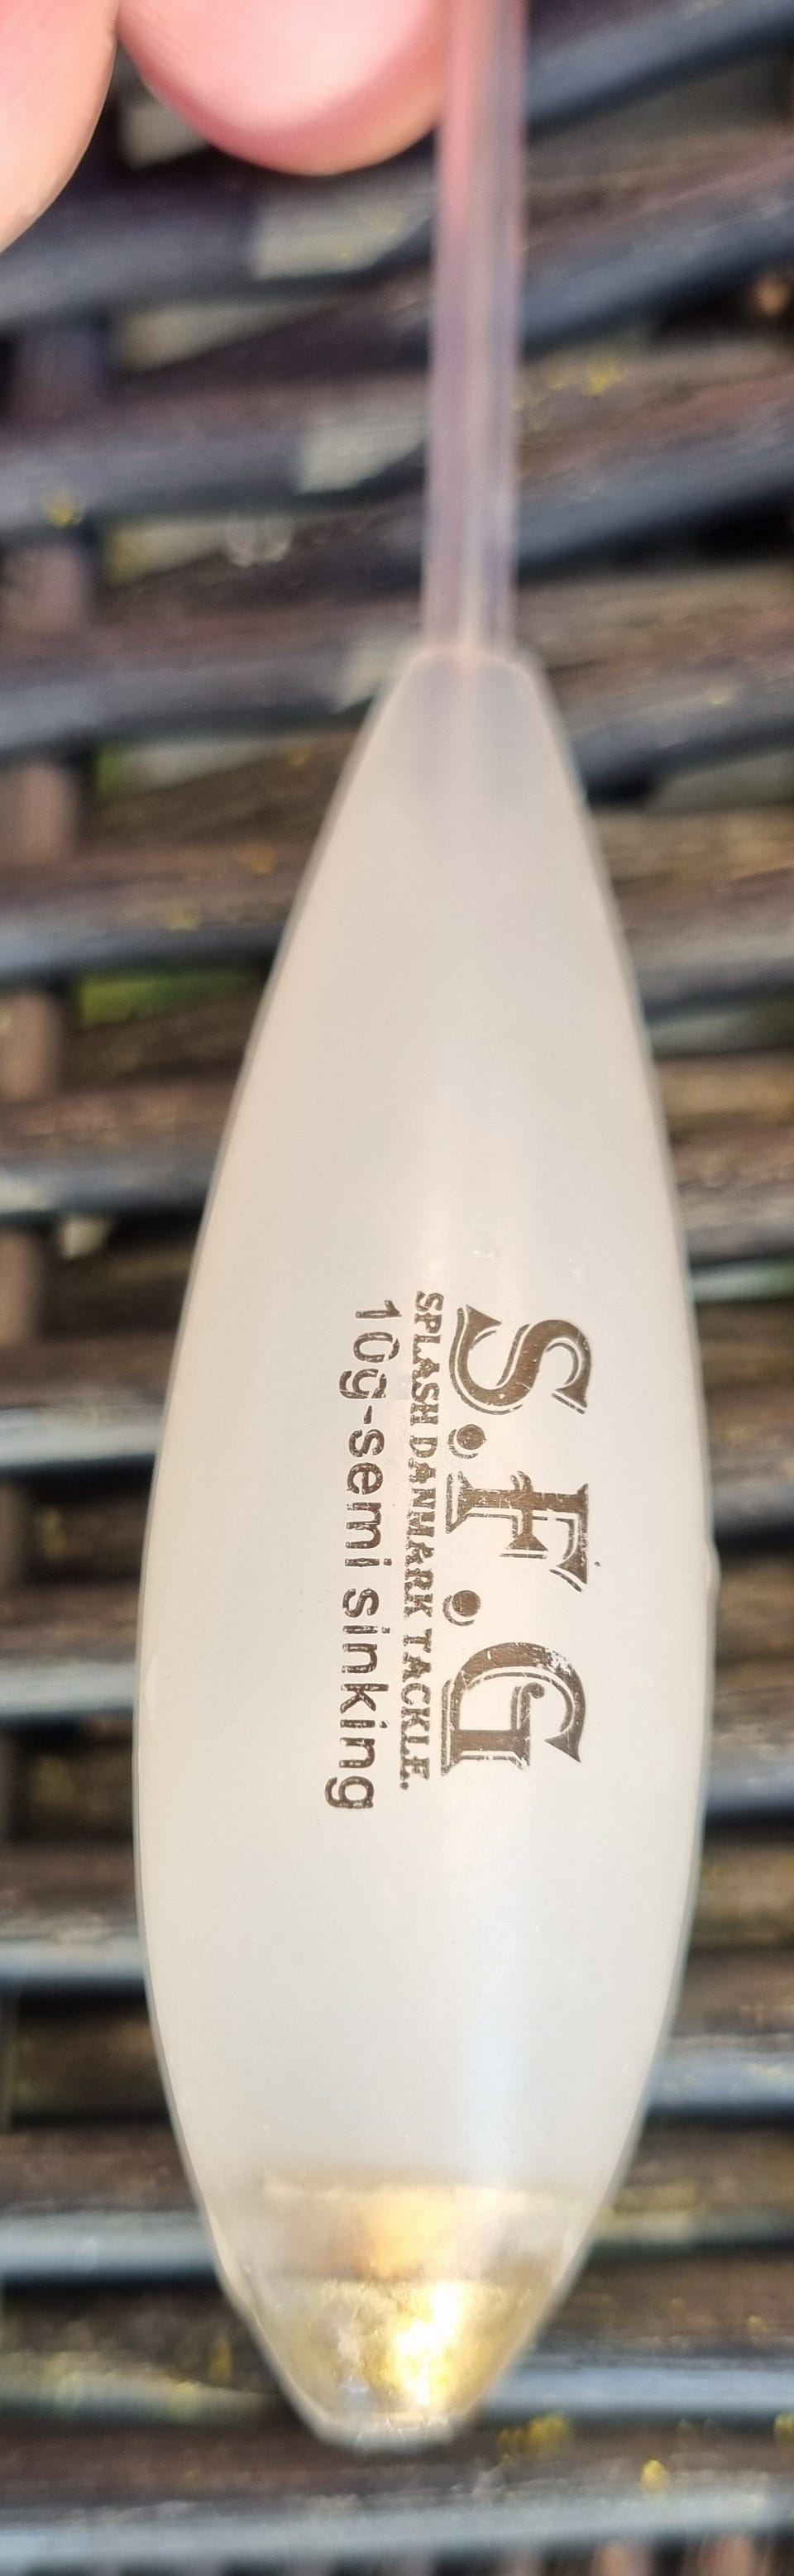 S.F.G
SPLASH DANMARK TACKLE.
10g-semi sinking